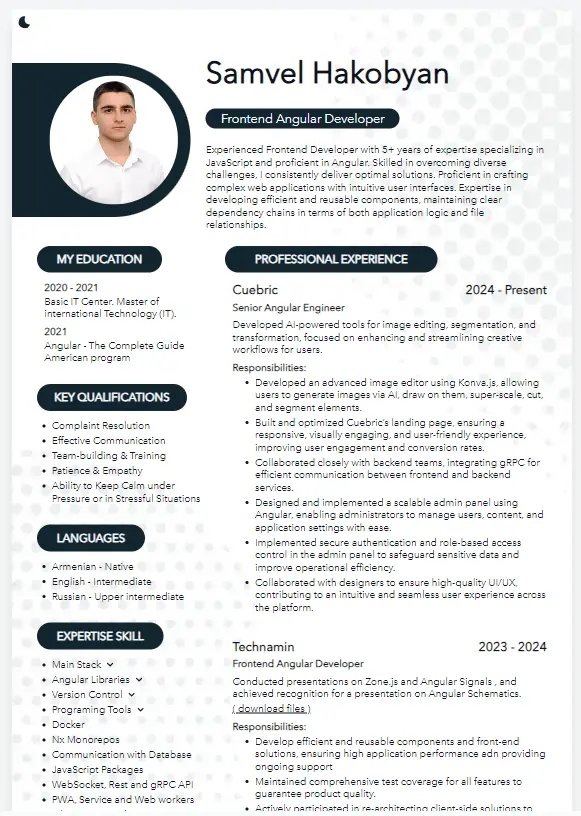 Samvel Hakobyan
Frontend Angular Developer
Experienced Frontend Developer with 5+ years of expertise specializing in
JavaScript and proficient in Angular. Skilled in overcoming diverse
challenges, I consistently deliver optimal solutions. Proficient in crafting
complex web applications with intuitive user interfaces. Expertise in
developing efficient and reusable components, maintaining clear
dependency chains in terms of both application logic and file
relationships.
MY EDUCATION
2020 - 2021
Basic IT Center. Master of
international Technology (IT).
2021
Angular - The Complete Guide
American program
KEY QUALIFICATIONS
• Complaint Resolution
• Effective Communication
• Team-building & Training
• Patience & Empathy
• Ability to Keep Calm under
Pressure or in Stressful Situations
LANGUAGES
• Armenian - Native
• English - Intermediate
• Russian - Upper intermediate
EXPERTISE SKILL
• Main Stack
• Angular Libraries
• Version Control
• Programing Tools
• Docker
• Nx Monorepos
• Communication with Database
• JavaScript Packages
• WebSocket, Rest and gRPC API
• PWA, Service and Web workers
PROFESSIONAL EXPERIENCE
Cuebric 2024 - Present
Senior Angular Engineer
Developed AI-powered tools for image editing, segmentation, and
transformation, focused on enhancing and streamlining creative
workflows for users.
Responsibilities:
• Developed an advanced image editor using Konva.js, allowing
users to generate images via AI, draw on them, super-scale, cut,
and segment elements.
• Built and optimized Cuebric's landing page, ensuring a
responsive, visually engaging, and user-friendly experience,
improving user engagement and conversion rates.
• Collaborated closely with backend teams, integrating gRPC for
efficient communication between frontend and backend
services.
• Designed and implemented a scalable admin panel using
Angular, enabling administrators to manage users, content, and
application settings with ease.
• Implemented secure authentication and role-based access
control in the admin panel to safeguard sensitive data and
improve operational efficiency.
• Collaborated with designers to ensure high-quality UI/UX,
contributing to an intuitive and seamless user experience across
the platform.
Technamin 2023 - 2024
Frontend Angular Developer
Conducted presentations on Zone.js and Angular Signals , and
achieved recognition for a presentation on Angular Schematics.
( download files )
Responsibilities:
• Develop efficient and reusable components and front-end
solutions, ensuring high application performance adn providing
ongoing support
• Maintained comprehensive test coverage for all features to
guarantee product quality.
• Actively participated in re-architecting client-side solutions to